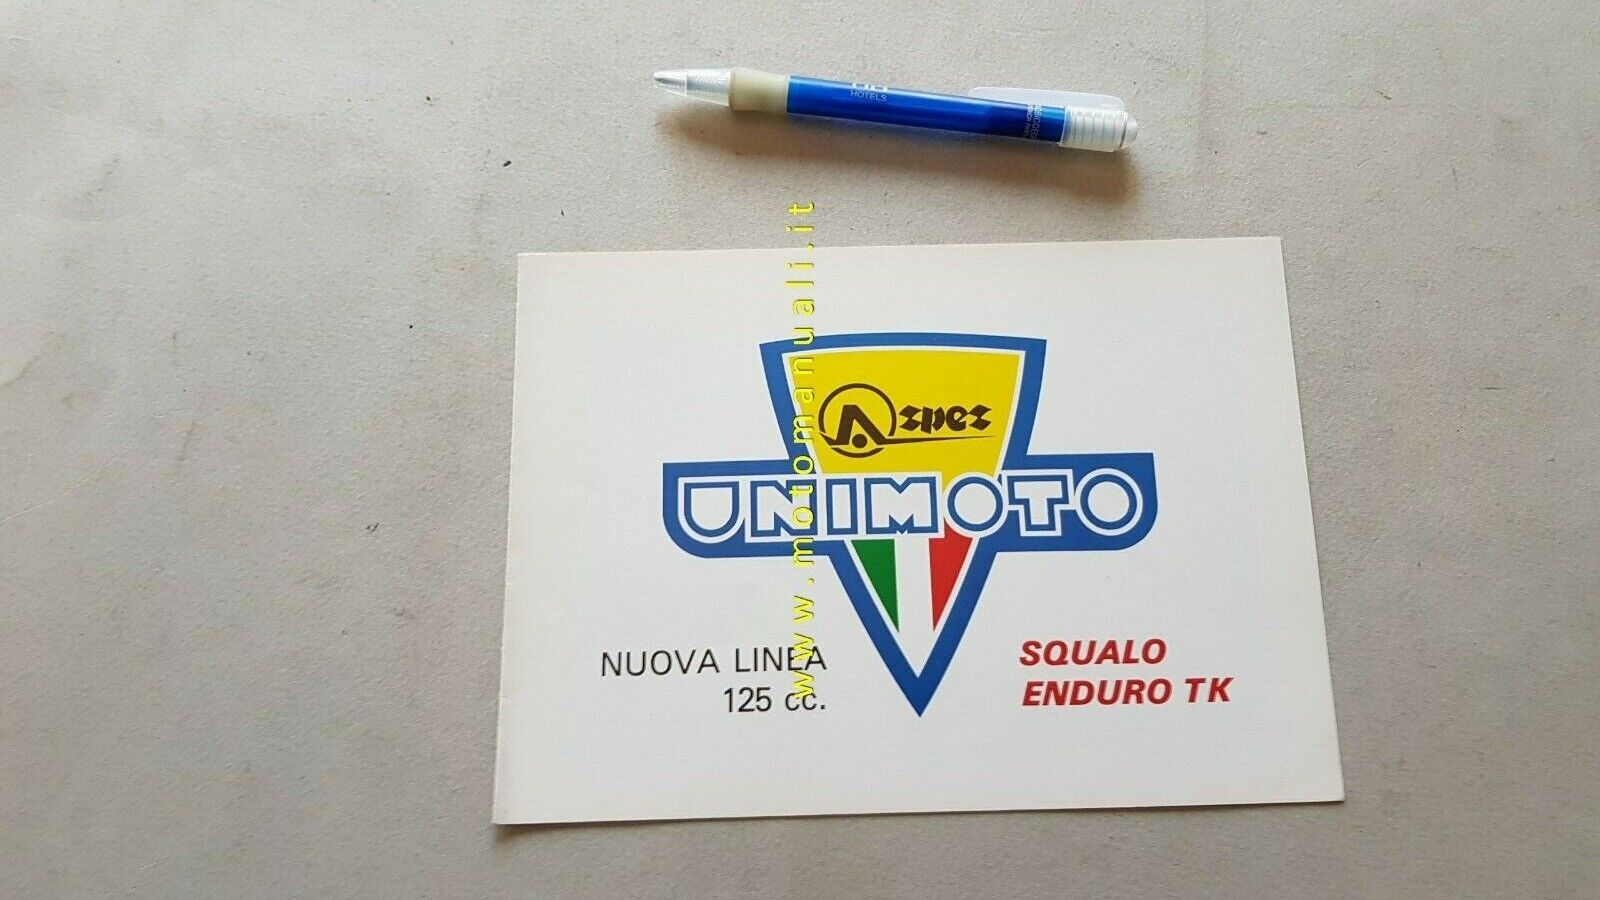 HOTELS
www.motomanuali.it
Aspes
UNIMOTO
NUOVA LINEA
125 cc.
SQUALO
ENDURO TK